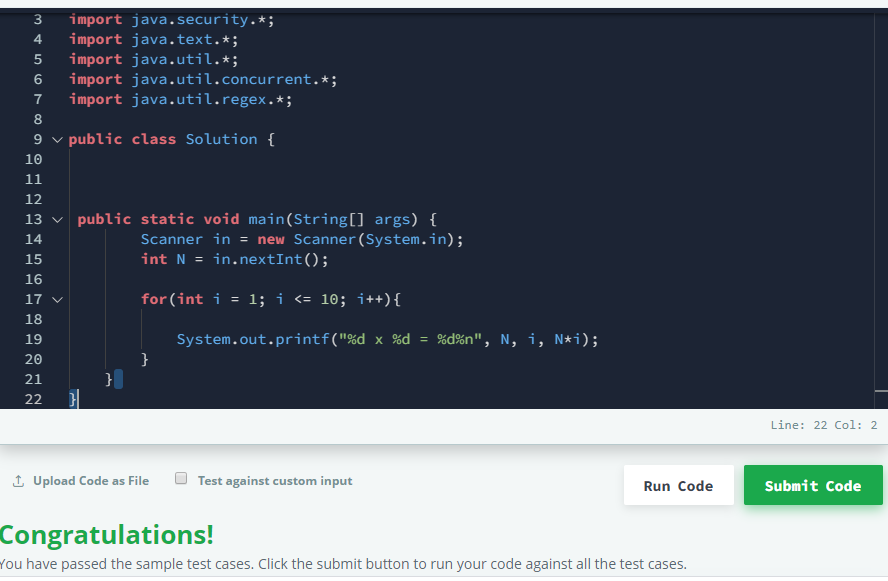 3 import java.security.*;
4 import java.text.*;
5 import java.util.*;
6 import java.util.concurrent.*;
7 import java.util.regex.*;
8
9 public class Solution {
10
11
12
13 public static void main(String[] args) {
14 Scanner in = new Scanner(System.in);
15 int N = in.nextInt();
16
17 for(int i = 1; i <= 10; i++){
18
19 System.out.printf("%d x %d = %d%n", N, i, N*i);
20 }
21 }
22 }
Line: 22 Col: 2
Upload Code as File Test against custom input Run Code Submit Code
Congratulations!
You have passed the sample test cases. Click the submit button to run your code against all the test cases.